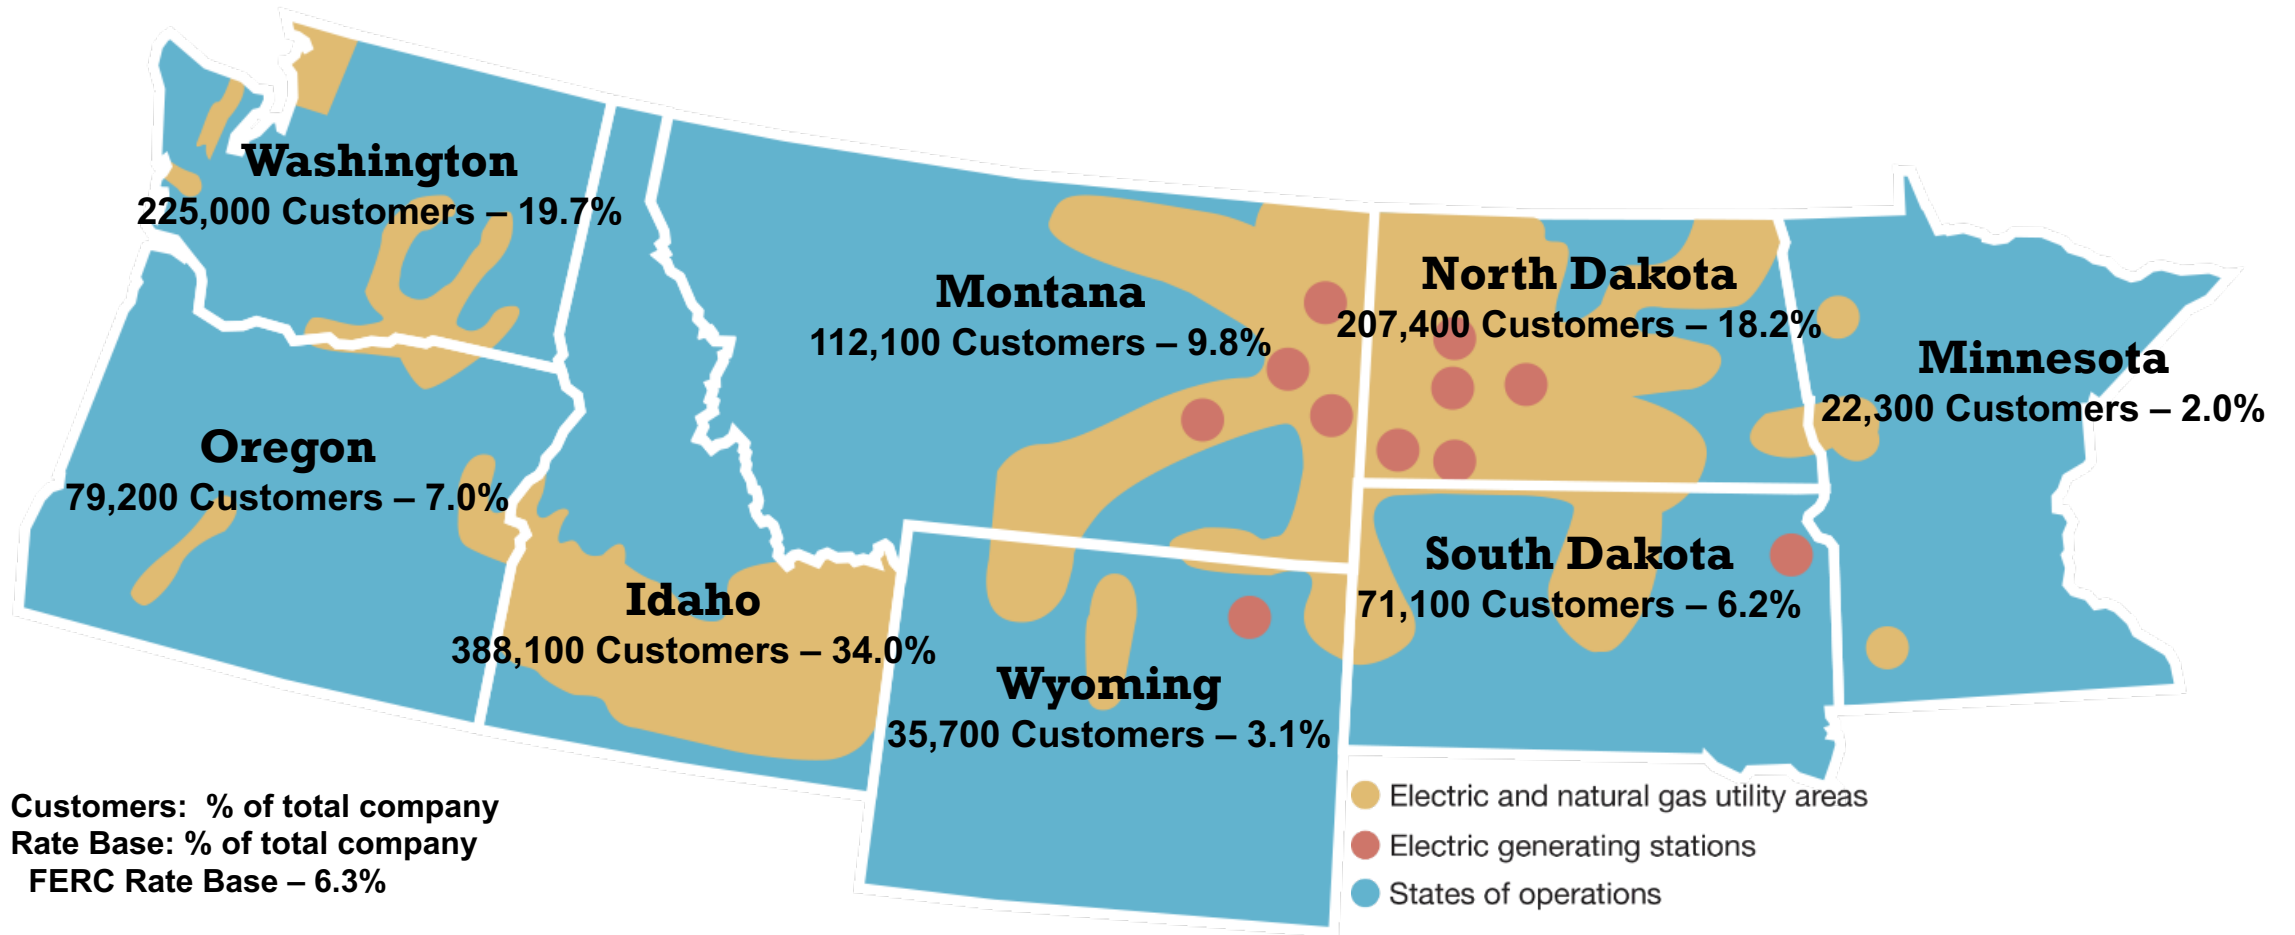 Washington
225,000 Customers – 19.7%
Montana
112,100 Customers – 9.8%
North Dakota
207,400 Customers – 18.2%
Minnesota
22,300 Customers – 2.0%
Oregon
79,200 Customers – 7.0%
South Dakota
71,100 Customers – 6.2%
Idaho
388,100 Customers – 34.0%
Wyoming
35,700 Customers – 3.1%
Customers: % of total company
Rate Base: % of total company
FERC Rate Base – 6.3%
Electric and natural gas utility areas
Electric generating stations
States of operations